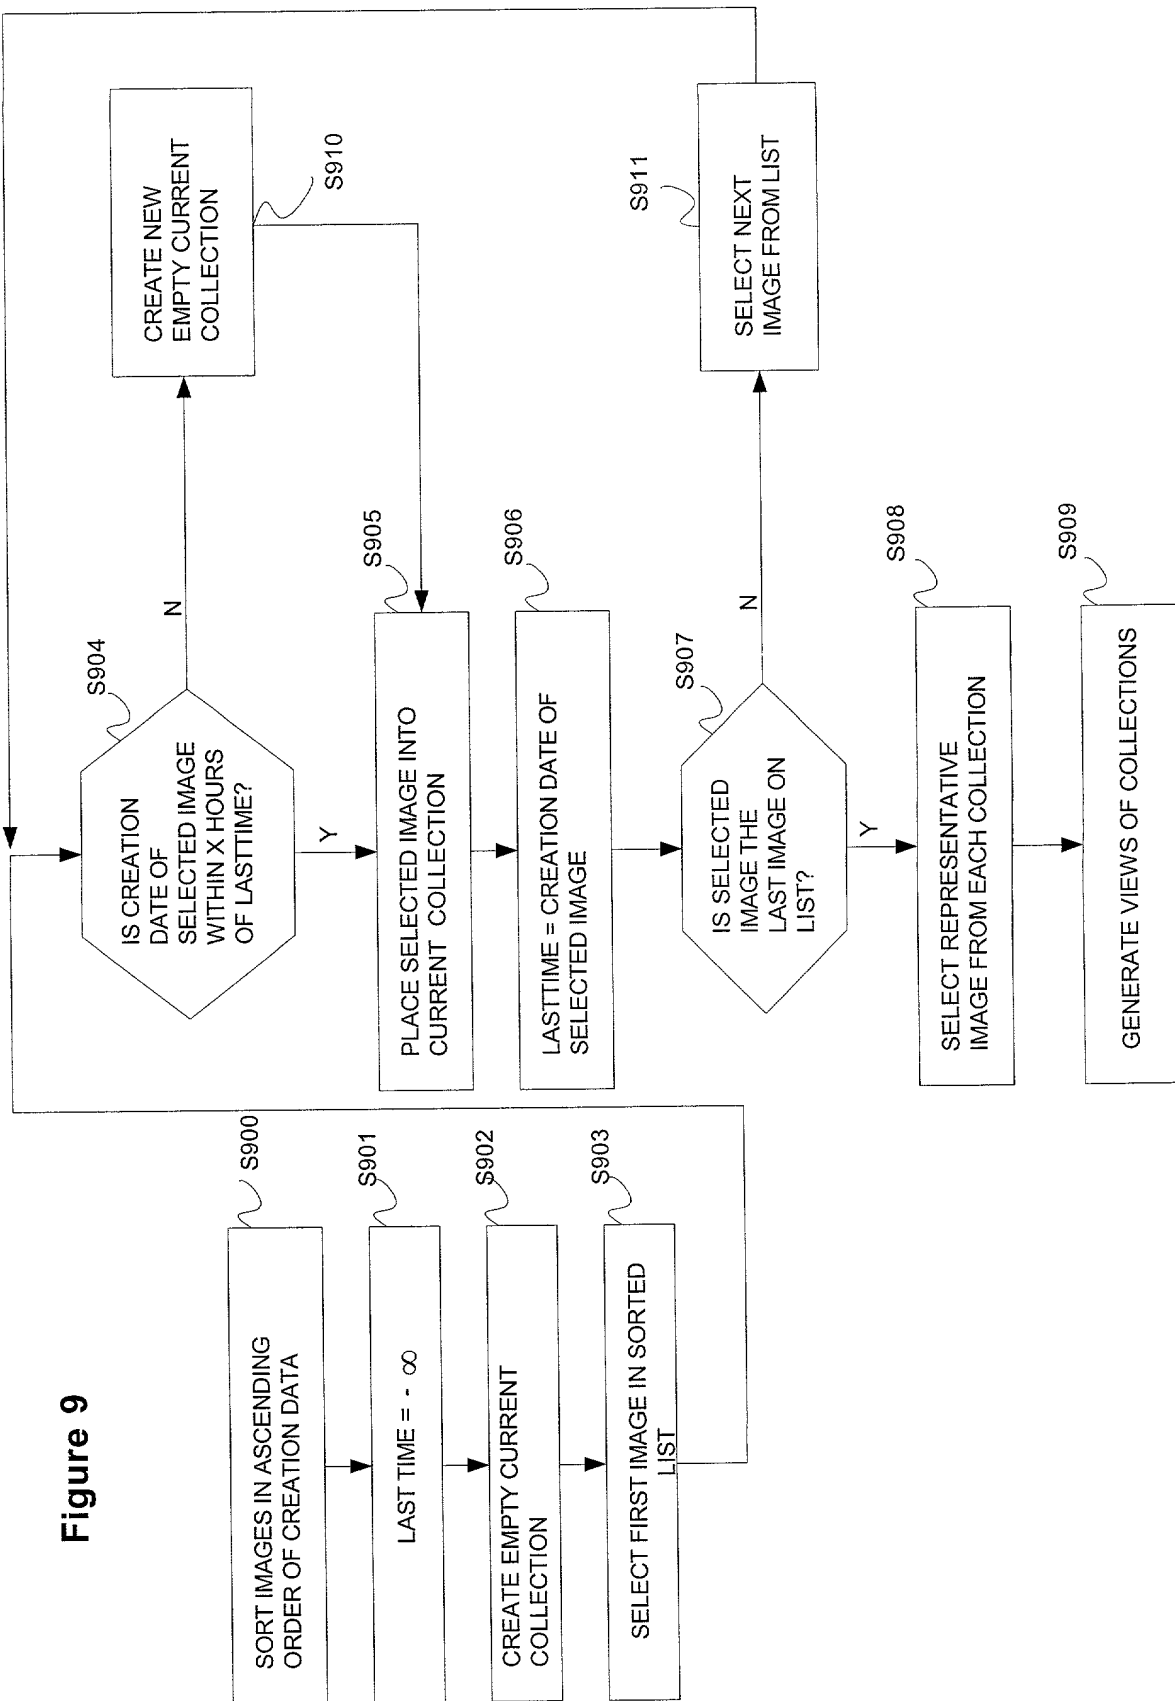 Figure 9
SORT IMAGES IN ASCENDING
ORDER OF CREATION DATA
S900
LAST TIME = - ∞
S901
CREATE EMPTY CURRENT
COLLECTION
S902
SELECT FIRST IMAGE IN SORTED
LIST
S903
IS CREATION
DATE OF
SELECTED IMAGE
WITHIN X HOURS
OF LASTTIME?
S904
N
Y
CREATE NEW
EMPTY CURRENT
COLLECTION
S910
PLACE SELECTED IMAGE INTO
CURRENT COLLECTION
S905
LASTTIME = CREATION DATE OF
SELECTED IMAGE
S906
IS SELECTED
IMAGE THE
LAST IMAGE ON
LIST?
S907
N
Y
SELECT NEXT
IMAGE FROM LIST
S911
SELECT REPRESENTATIVE
IMAGE FROM EACH COLLECTION
S908
GENERATE VIEWS OF COLLECTIONS
S909